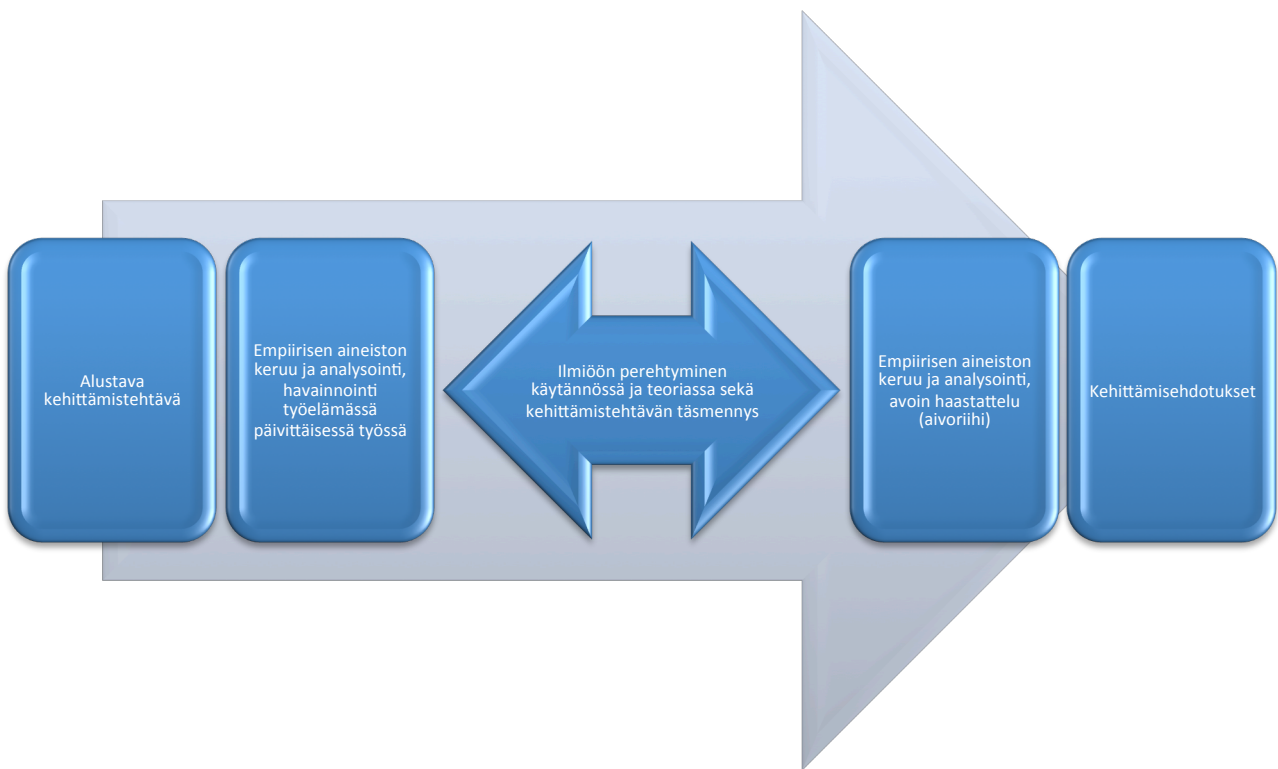 Alustava
kehittämistehtävä
Empiirisen aineiston
keruu ja analysointi,
havainnointi
työelämässä
päivittäisessä työssä
Ilmiöön perehtyminen
käytännössä ja teoriassa sekä
kehittämistehtävän täsmennys
Empiirisen aineiston
keruu ja analysointi,
avoin haastattelu
(aivoriihi)
Kehittämisehdotukset